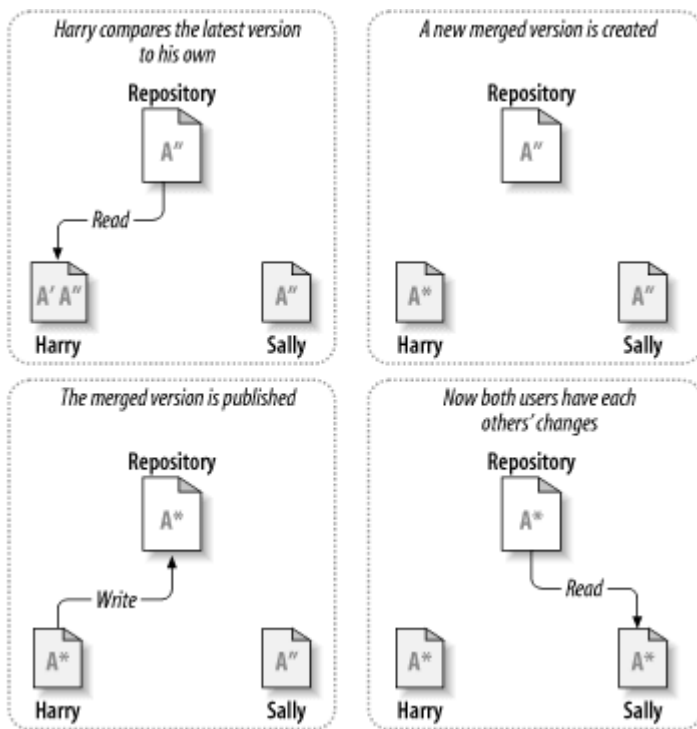 Harry compares the latest version
to his own
Repository
A″
Read
A′ A″
A″
Harry
Sally
A new merged version is created
Repository
A″
A*
A″
Harry
Sally
The merged version is published
Repository
A*
Write
A*
A″
Harry
Sally
Now both users have each
others’ changes
Repository
A*
Read
A*
A*
Harry
Sally